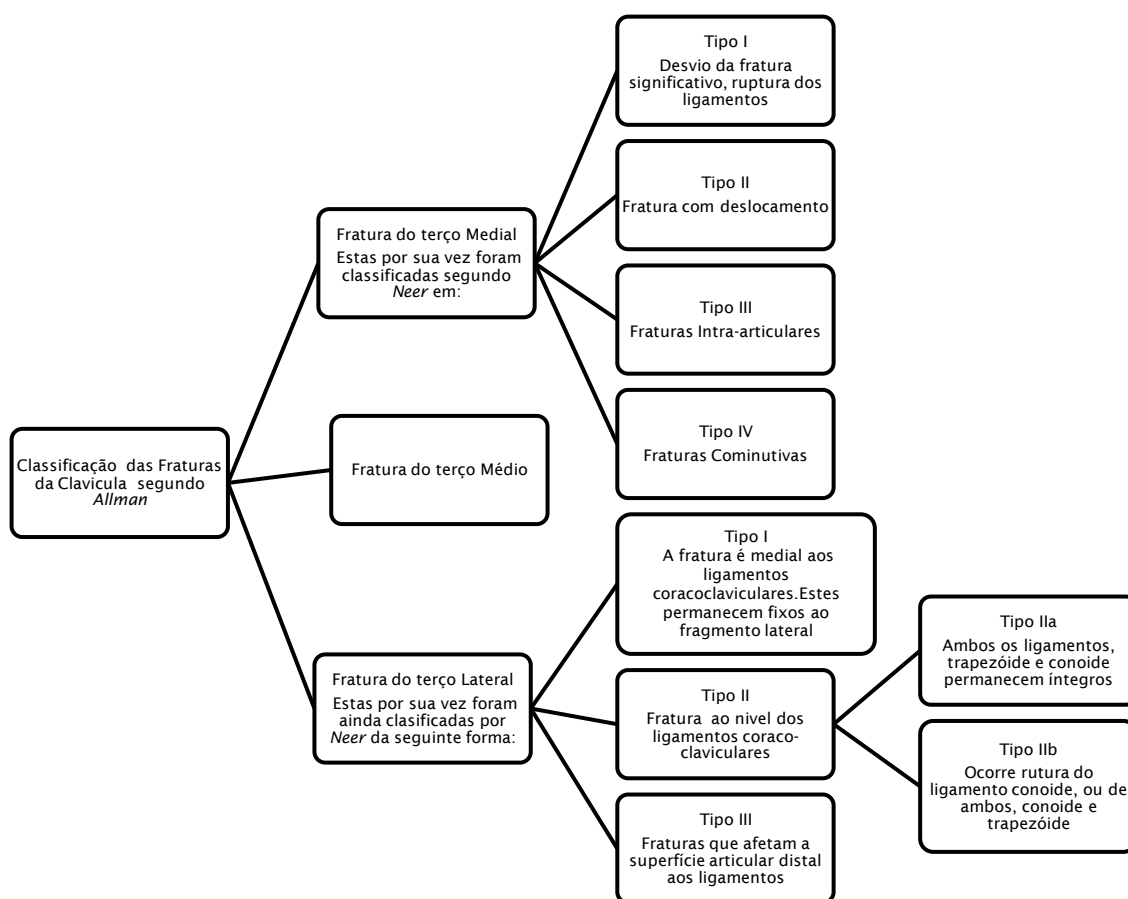 Classificação das Fraturas
da Clavicula segundo
Allman
Fratura do terço Medial
Estas por sua vez foram
classificadas segundo
Neer em:
Tipo I
Desvio da fratura
significativo, ruptura dos
ligamentos
Tipo II
Fratura com deslocamento
Tipo III
Fraturas Intra-articulares
Tipo IV
Fraturas Cominutivas
Fratura do terço Médio
Fratura do terço Lateral
Estas por sua vez foram
ainda clasificadas por
Neer da seguinte forma:
Tipo I
A fratura é medial aos
ligamentos
coracoclaviculares.Estes
permanecem fixos ao
fragmento lateral
Tipo II
Fratura ao nivel dos
ligamentos coraco-
claviculares
Tipo IIa
Ambos os ligamentos,
trapezóide e conoide
permanecem íntegros
Tipo IIb
Ocorre rutura do
ligamento conoide, ou de
ambos, conoide e
trapezóide
Tipo III
Fraturas que afetam a
superfície articular distal
aos ligamentos